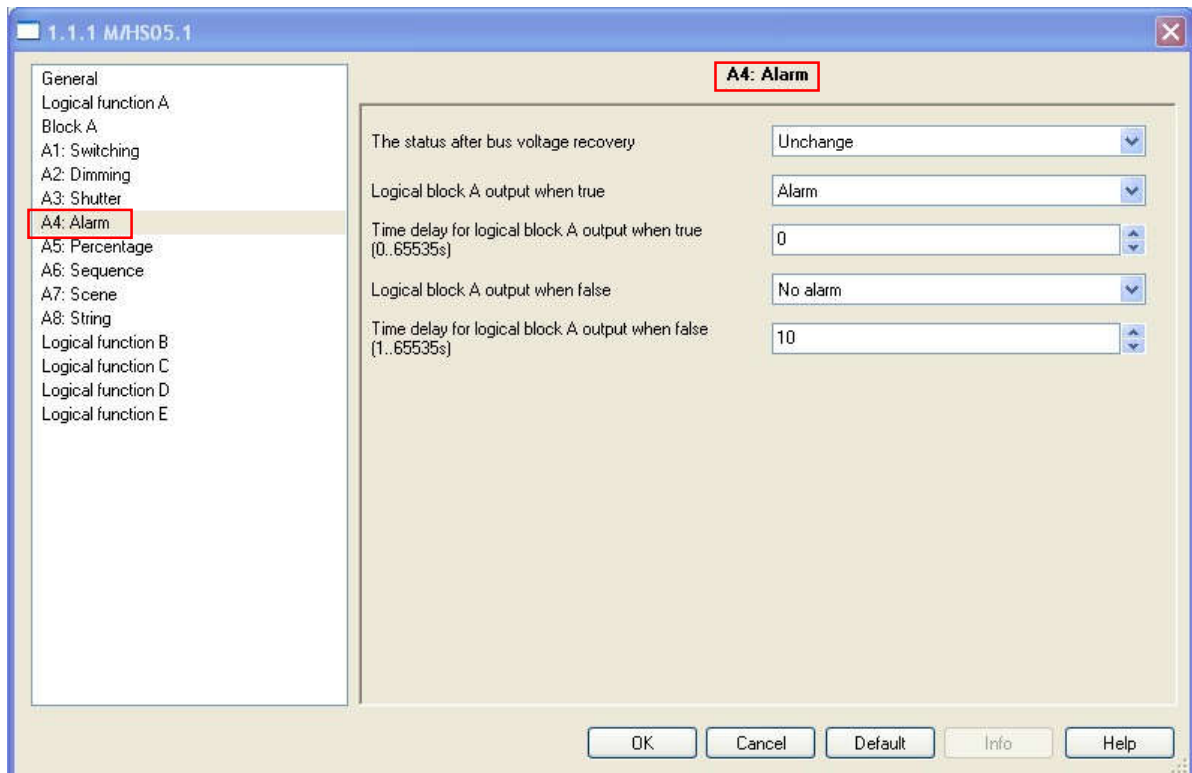 1.1.1 M/HS05.1
General
Logical function A
Block A
A1: Switching
A2: Dimming
A3: Shutter
A4: Alarm
A5: Percentage
A6: Sequence
A7: Scene
A8: String
Logical function B
Logical function C
Logical function D
Logical function E
A4: Alarm
The status after bus voltage recovery
Unchange
Logical block A output when true
Alarm
Time delay for logical block A output when true
(0..65535s)
0
Logical block A output when false
No alarm
Time delay for logical block A output when false
(1..65535s)
10
OK
Cancel
Default
Info
Help